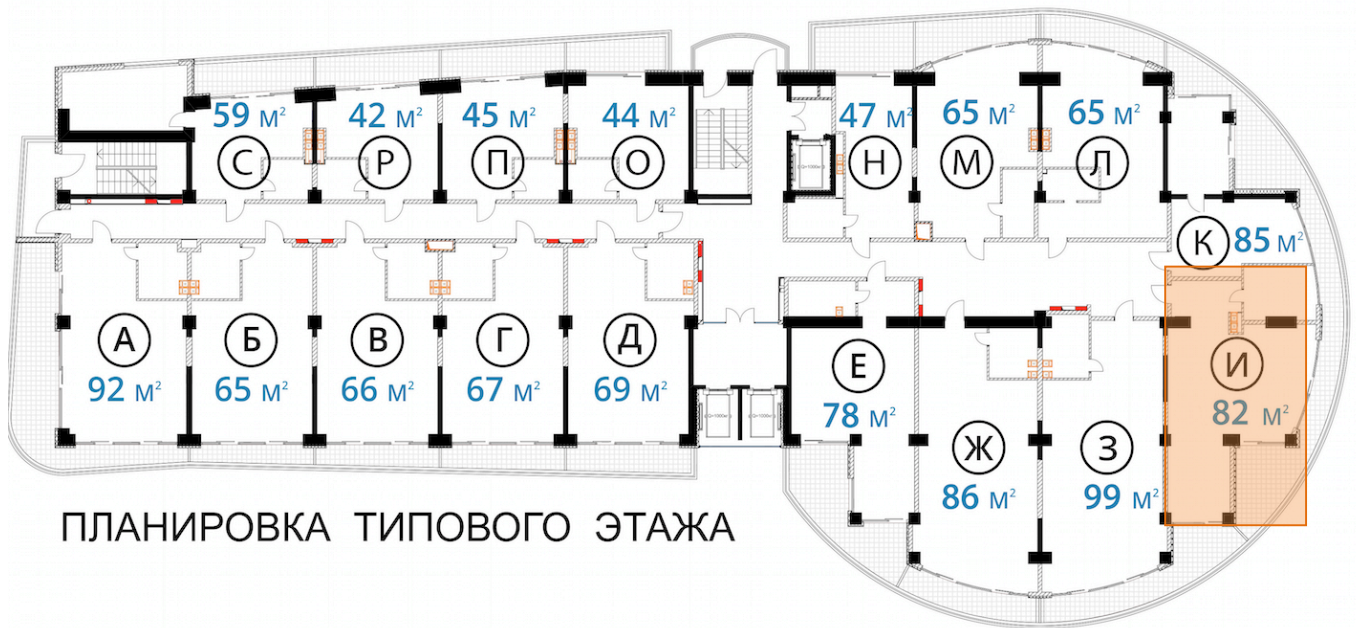 59 м²
42 м²
45 м²
44 м²
47 м²
65 м²
65 м²
С
Р
П
О
Н
М
Л
К
85 м²
А
Б
В
Г
Д
Е
И
92 м²
65 м²
66 м²
67 м²
69 м²
78 м²
82 м²
Ж
З
86 м²
99 м²
ПЛАНИРОВКА ТИПОВОГО ЭТАЖА